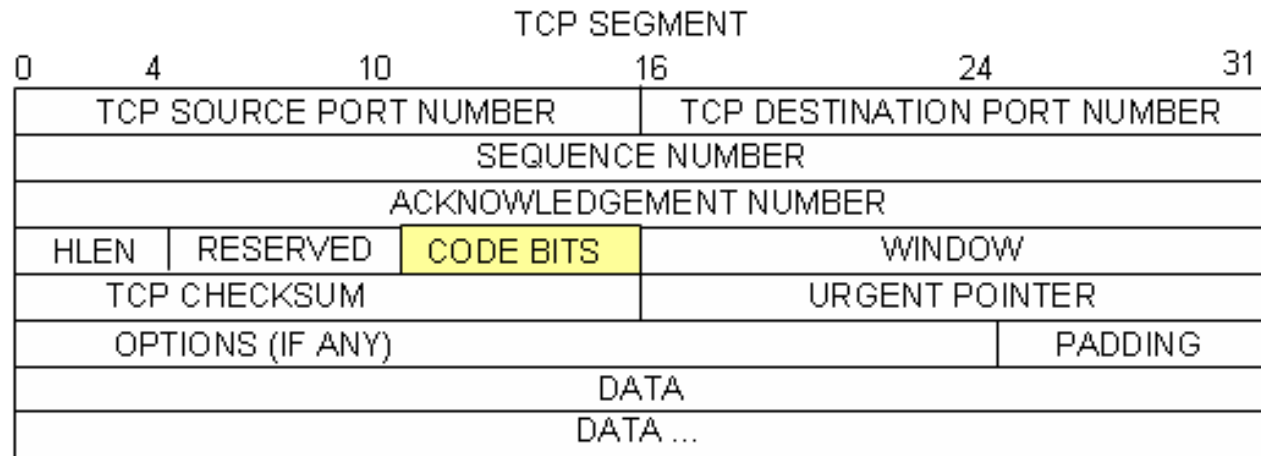 TCP SEGMENT
0 4 10 16 24 31
TCP SOURCE PORT NUMBER TCP DESTINATION PORT NUMBER
SEQUENCE NUMBER
ACKNOWLEDGEMENT NUMBER
HLEN RESERVED CODE BITS WINDOW
TCP CHECKSUM URGENT POINTER
OPTIONS (IF ANY) PADDING
DATA
DATA ...